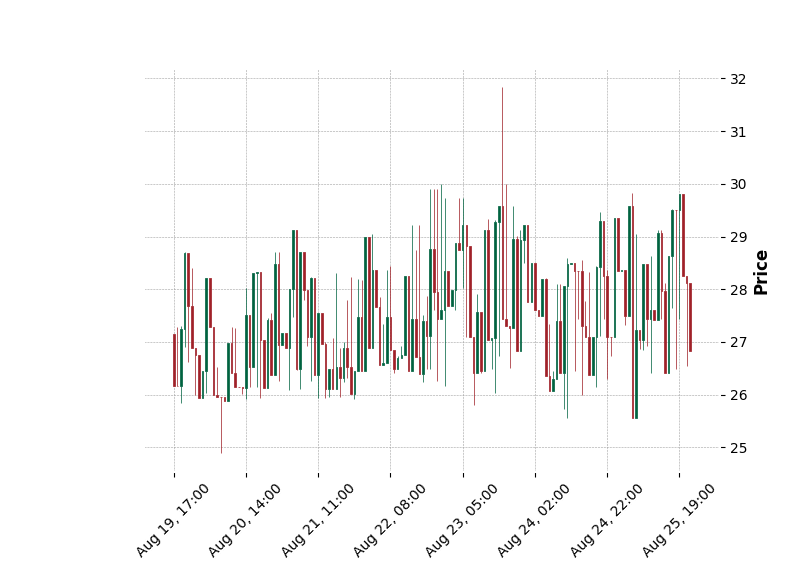 32
31
30
29
28
27
26
25
Price
Aug 19, 17:00
Aug 20, 14:00
Aug 21, 11:00
Aug 22, 08:00
Aug 23, 05:00
Aug 24, 02:00
Aug 24, 22:00
Aug 25, 19:00